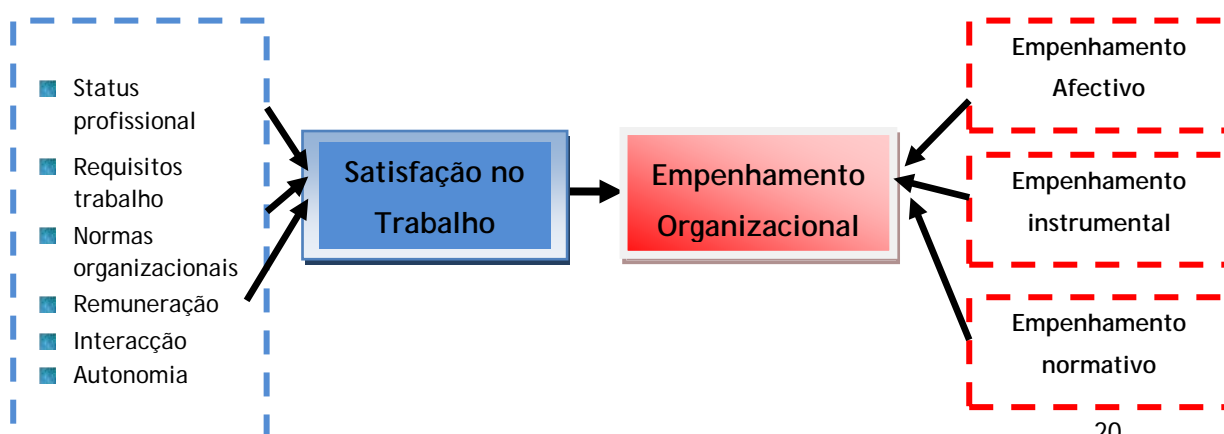 Status
profissional
Requisitos
trabalho
Normas
organizacionais
Remuneração
Interacção
Autonomia
Satisfação no
Trabalho
Empenhamento
Organizacional
Empenhamento
Afectivo
Empenhamento
instrumental
Empenhamento
normativo
20